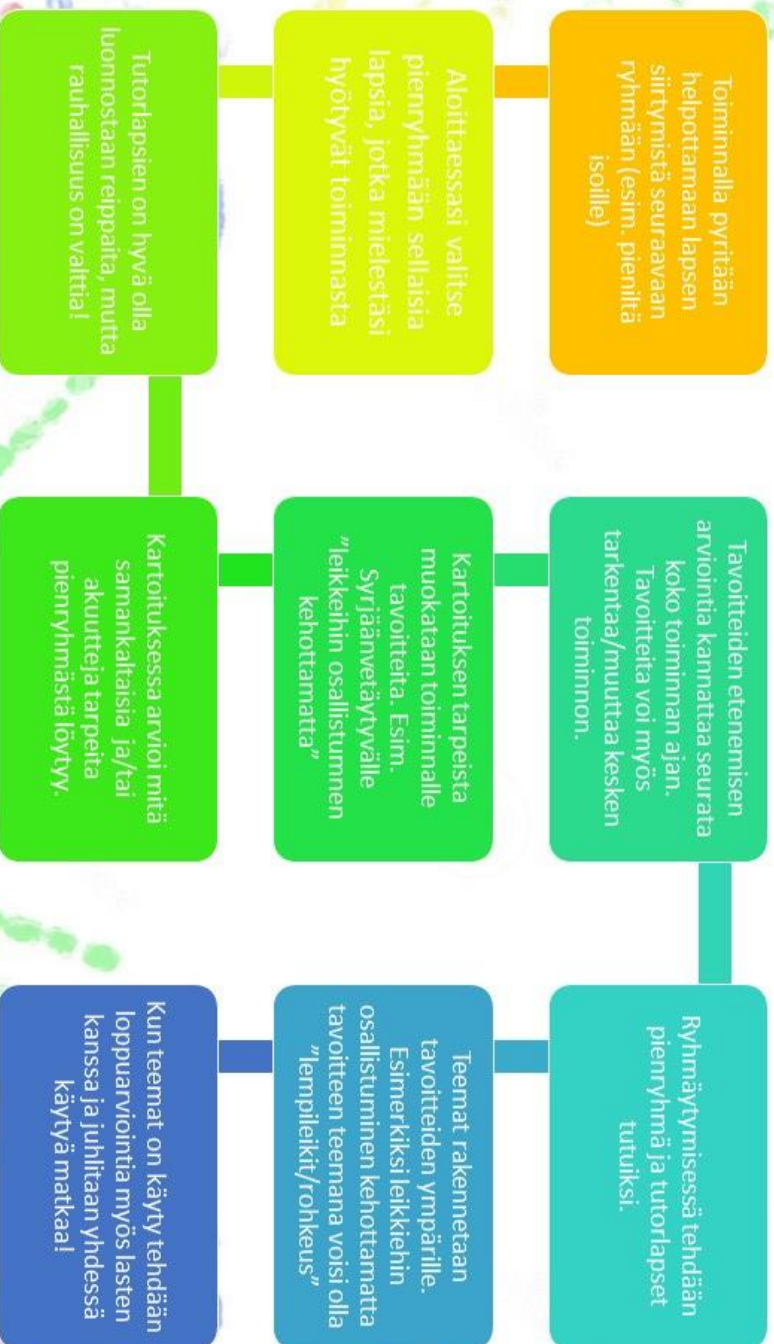 Toiminnalla pyritään
helpottamaan lapsen
siirtymistä seuraavaan
ryhmään (esim. pieniltä
isoille)
Aloittaessasi valitse
pienryhmään sellaisia
lapsia, jotka mielestäsi
hyötyvät toiminnasta
Tutorlapsien on hyvä olla
luonnostaan reippaita, mutta
rauhallisuus on valttia!
Kartoituksessa arvioi mitä
samankaltaisia ja/tai
akuutteja tarpeita
pienryhmästä löytyy.
Kartoituksen tarpeista
muokataan toiminnalle
tavoitteita. Esim.
Syrjäänvetäytyvälle
”leikkeihin osallistumnen
kehottamatta”
Tavoitteiden etenemisen
arviointia kannattaa seurata
koko toiminnan ajan.
Tavoitteita voi myös
tarkentaa/muuttaa kesken
toiminnon.
Ryhmäytymisessä tehdään
pienryhmä ja tutorlapset
tutuiksi.
Teemat rakennetaan
tavoitteiden ympärille.
Esimerkiksi leikkiehin
osallistuminen kehottamatta
tavoitteen teemana voisi olla
”lempileikit/rohkeus”
Kun teemat on käyty tehdään
loppuarviointia myös lasten
kanssa ja juhlitaan yhdessä
käytyä matkaa!